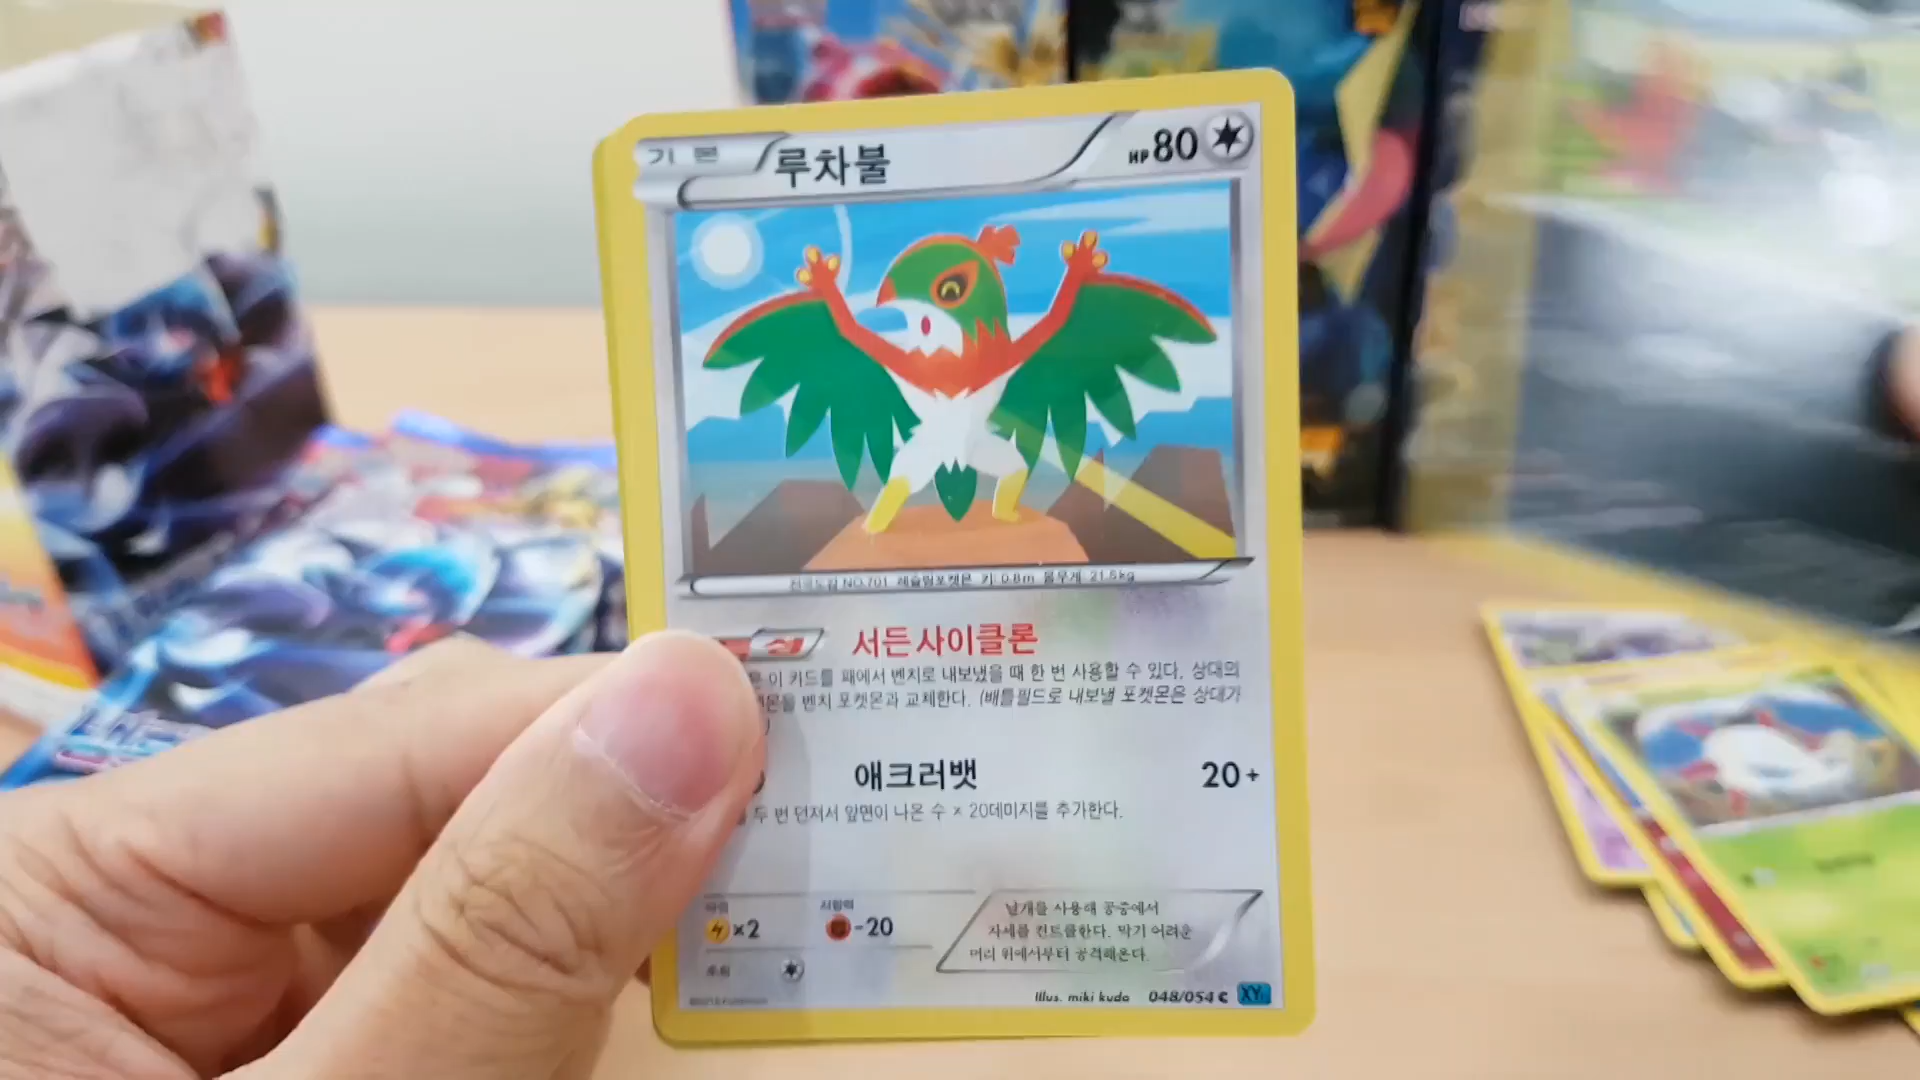 기본 루차불 HP80
전국도감 NO.701 레슬링포켓몬 키: 0.8m 몸무게: 21.5kg
서든사이클론
이 카드를 패에서 벤치로 내보냈을 때 한 번 사용할 수 있다. 상대의
벤치 포켓몬과 교체한다. (배틀필드로 내보낼 포켓몬은 상대가
애크러뱃 20+
두 번 던져서 앞면이 나온 수 × 20데미지를 추가한다.
약점 저항력
×2 -20
후퇴
날개를 사용해 공중에서
자세를 컨트롤한다. 막기 어려운
머리 위에서부터 공격해온다.
Illus. miki kudo 048/054 C XY